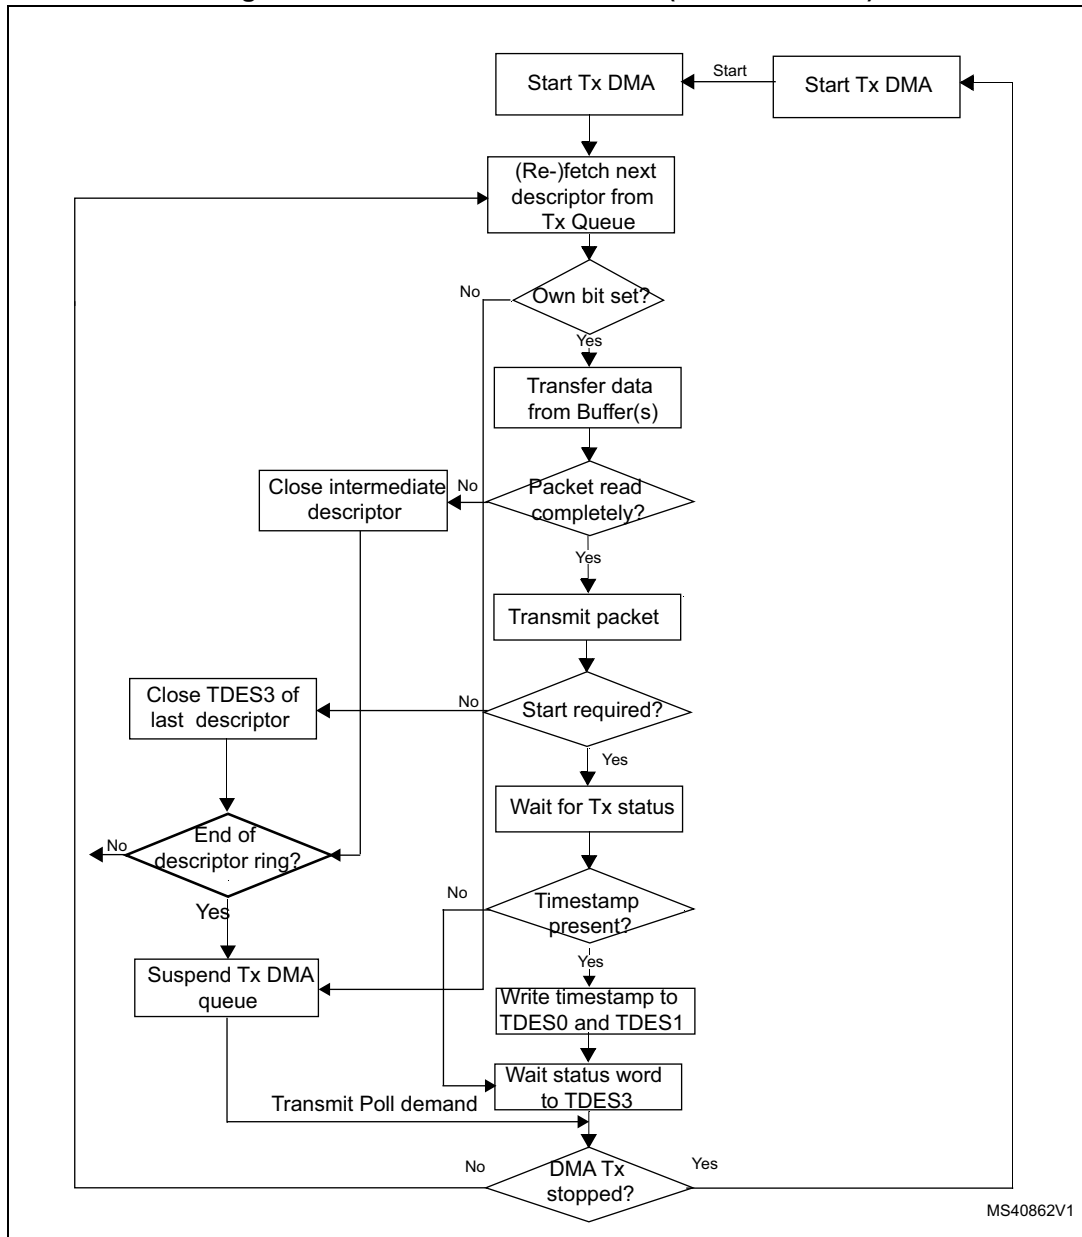 Start Tx DMA
Start
Start Tx DMA
(Re-)fetch next
descriptor from
Tx Queue
No
Own bit set?
Yes
Transfer data
from Buffer(s)
Close intermediate
descriptor
No
Packet read
completely?
Yes
Transmit packet
Close TDES3 of
last descriptor
No
Start required?
Yes
Wait for Tx status
No
End of
descriptor ring?
Yes
No
Timestamp
present?
Yes
Suspend Tx DMA
queue
Write timestamp to
TDES0 and TDES1
Wait status word
to TDES3
Transmit Poll demand
No
DMA Tx
stopped?
Yes
MS40862V1